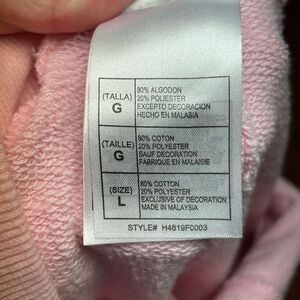 (TALLA)
G
80% ALGODON
20% POLIESTER
EXCEPTO DECORACION
HECHO EN MALASIA
(TAILLE)
G
80% COTON
20% POLYESTER
SAUF DECORATION
FABRIQUE EN MALAISIE
(SIZE)
L
80% COTTON
20% POLYESTER
EXCLUSIVE OF DECORATION
MADE IN MALAYSIA
STYLE# H4819F0003